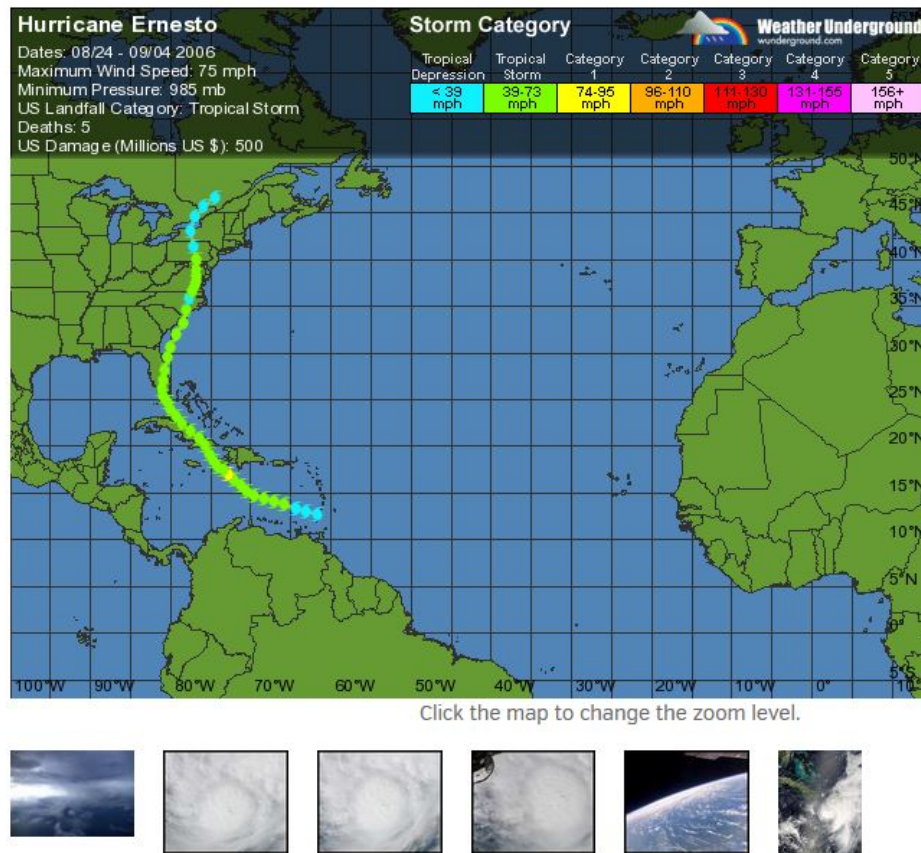 Hurricane Ernesto
Dates: 08/24 - 09/04 2006
Maximum Wind Speed: 75 mph
Minimum Pressure: 985 mb
US Landfall Category: Tropical Storm
Deaths: 5
US Damage (Millions US $): 500
Storm Category
Weather Underground
wunderground.com
Tropical Depression
< 39 mph
Tropical Storm
39-73 mph
Category 1
74-95 mph
Category 2
96-110 mph
Category 3
111-130 mph
Category 4
131-155 mph
Category 5
156+ mph
50°N
45°N
40°N
35°N
30°N
25°N
20°N
15°N
10°N
5°N
0°
5°S
100°W 90°W 80°W 70°W 60°W 50°W 40°W 30°W 20°W 10°W 0° 10°E
Click the map to change the zoom level.